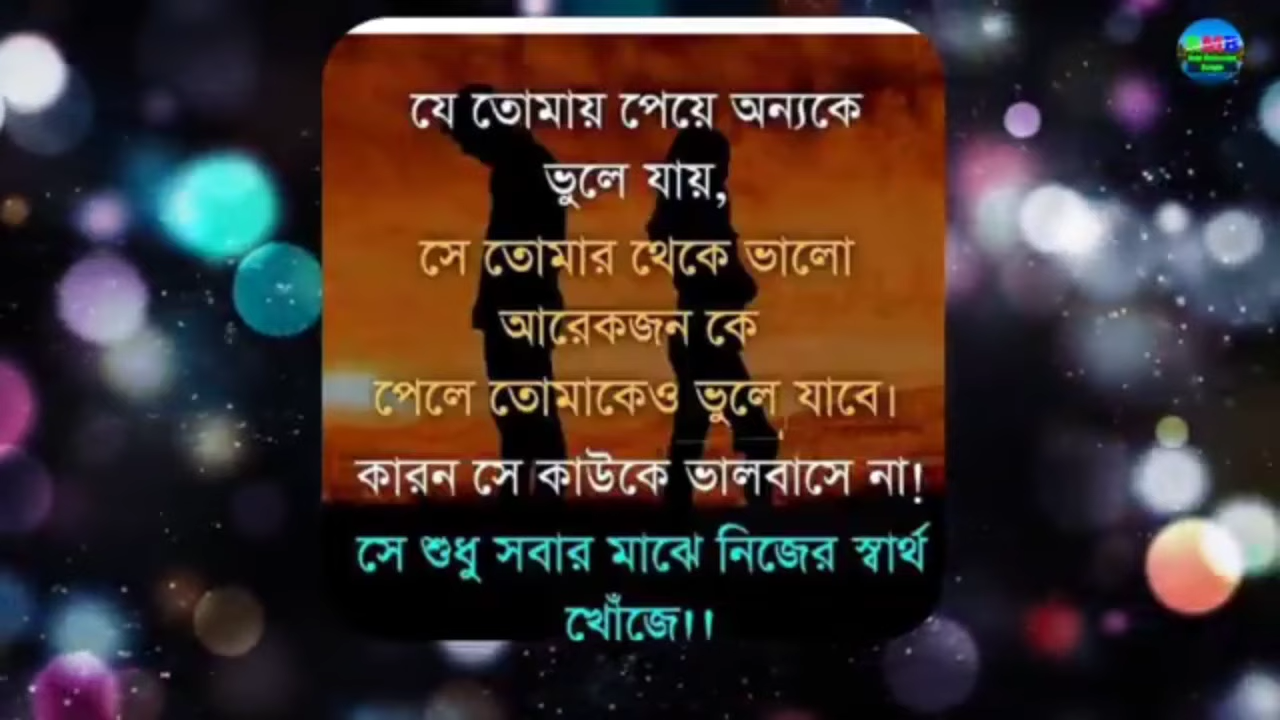 যে তোমায় পেয়ে অন্যকে
ভুলে যায়,
সে তোমার থেকে ভালো
আরেকজন কে
পেলে তোমাকেও ভুলে যাবে।
কারন সে কাউকে ভালবাসে না!
সে শুধু সবার মাঝে নিজের স্বার্থ
খোঁজে।।